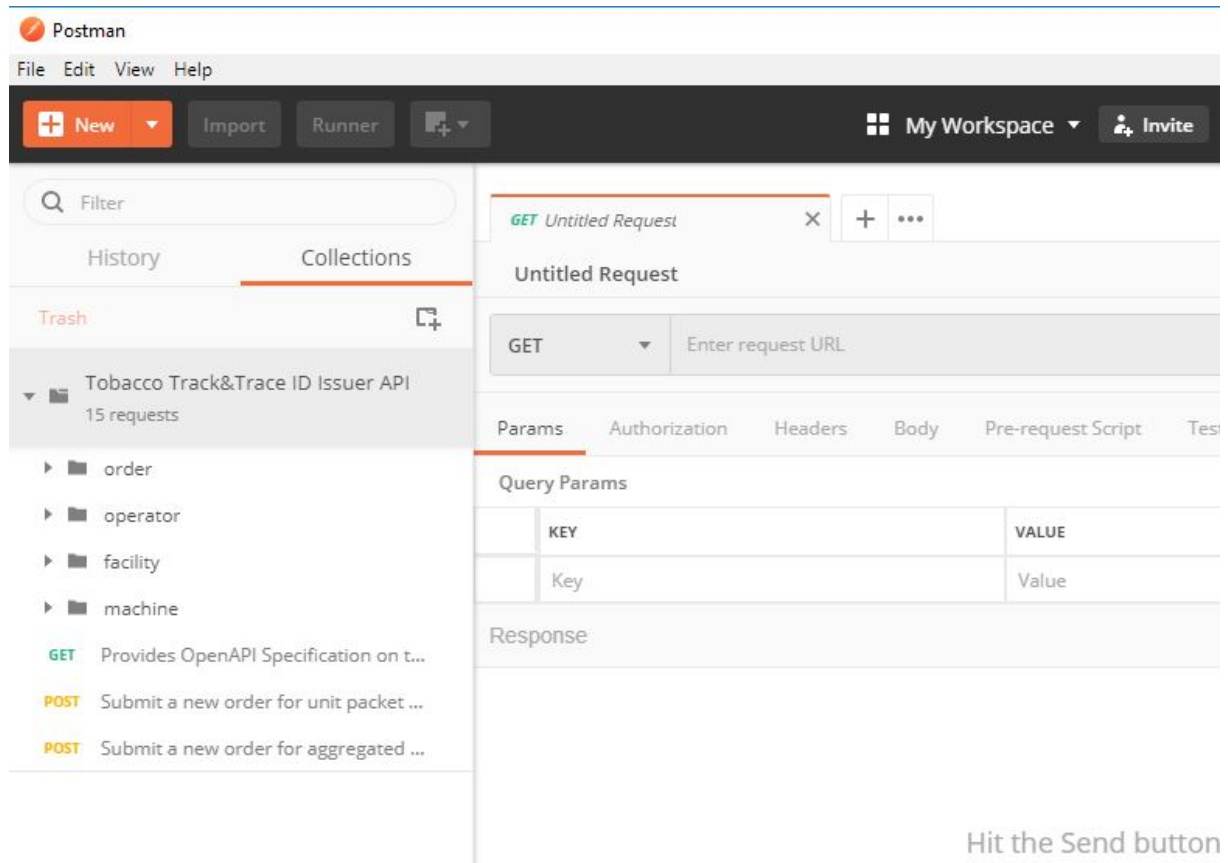 Postman
File Edit View Help
New Import Runner My Workspace Invite
Filter
History Collections
Trash
Tobacco Track&Trace ID Issuer API
15 requests
order
operator
facility
machine
GET Provides OpenAPI Specification on t...
POST Submit a new order for unit packet ...
POST Submit a new order for aggregated ...
GET Untitled Request
Untitled Request
GET Enter request URL
Params Authorization Headers Body Pre-request Script Test
Query Params
KEY VALUE
Key Value
Response
Hit the Send button